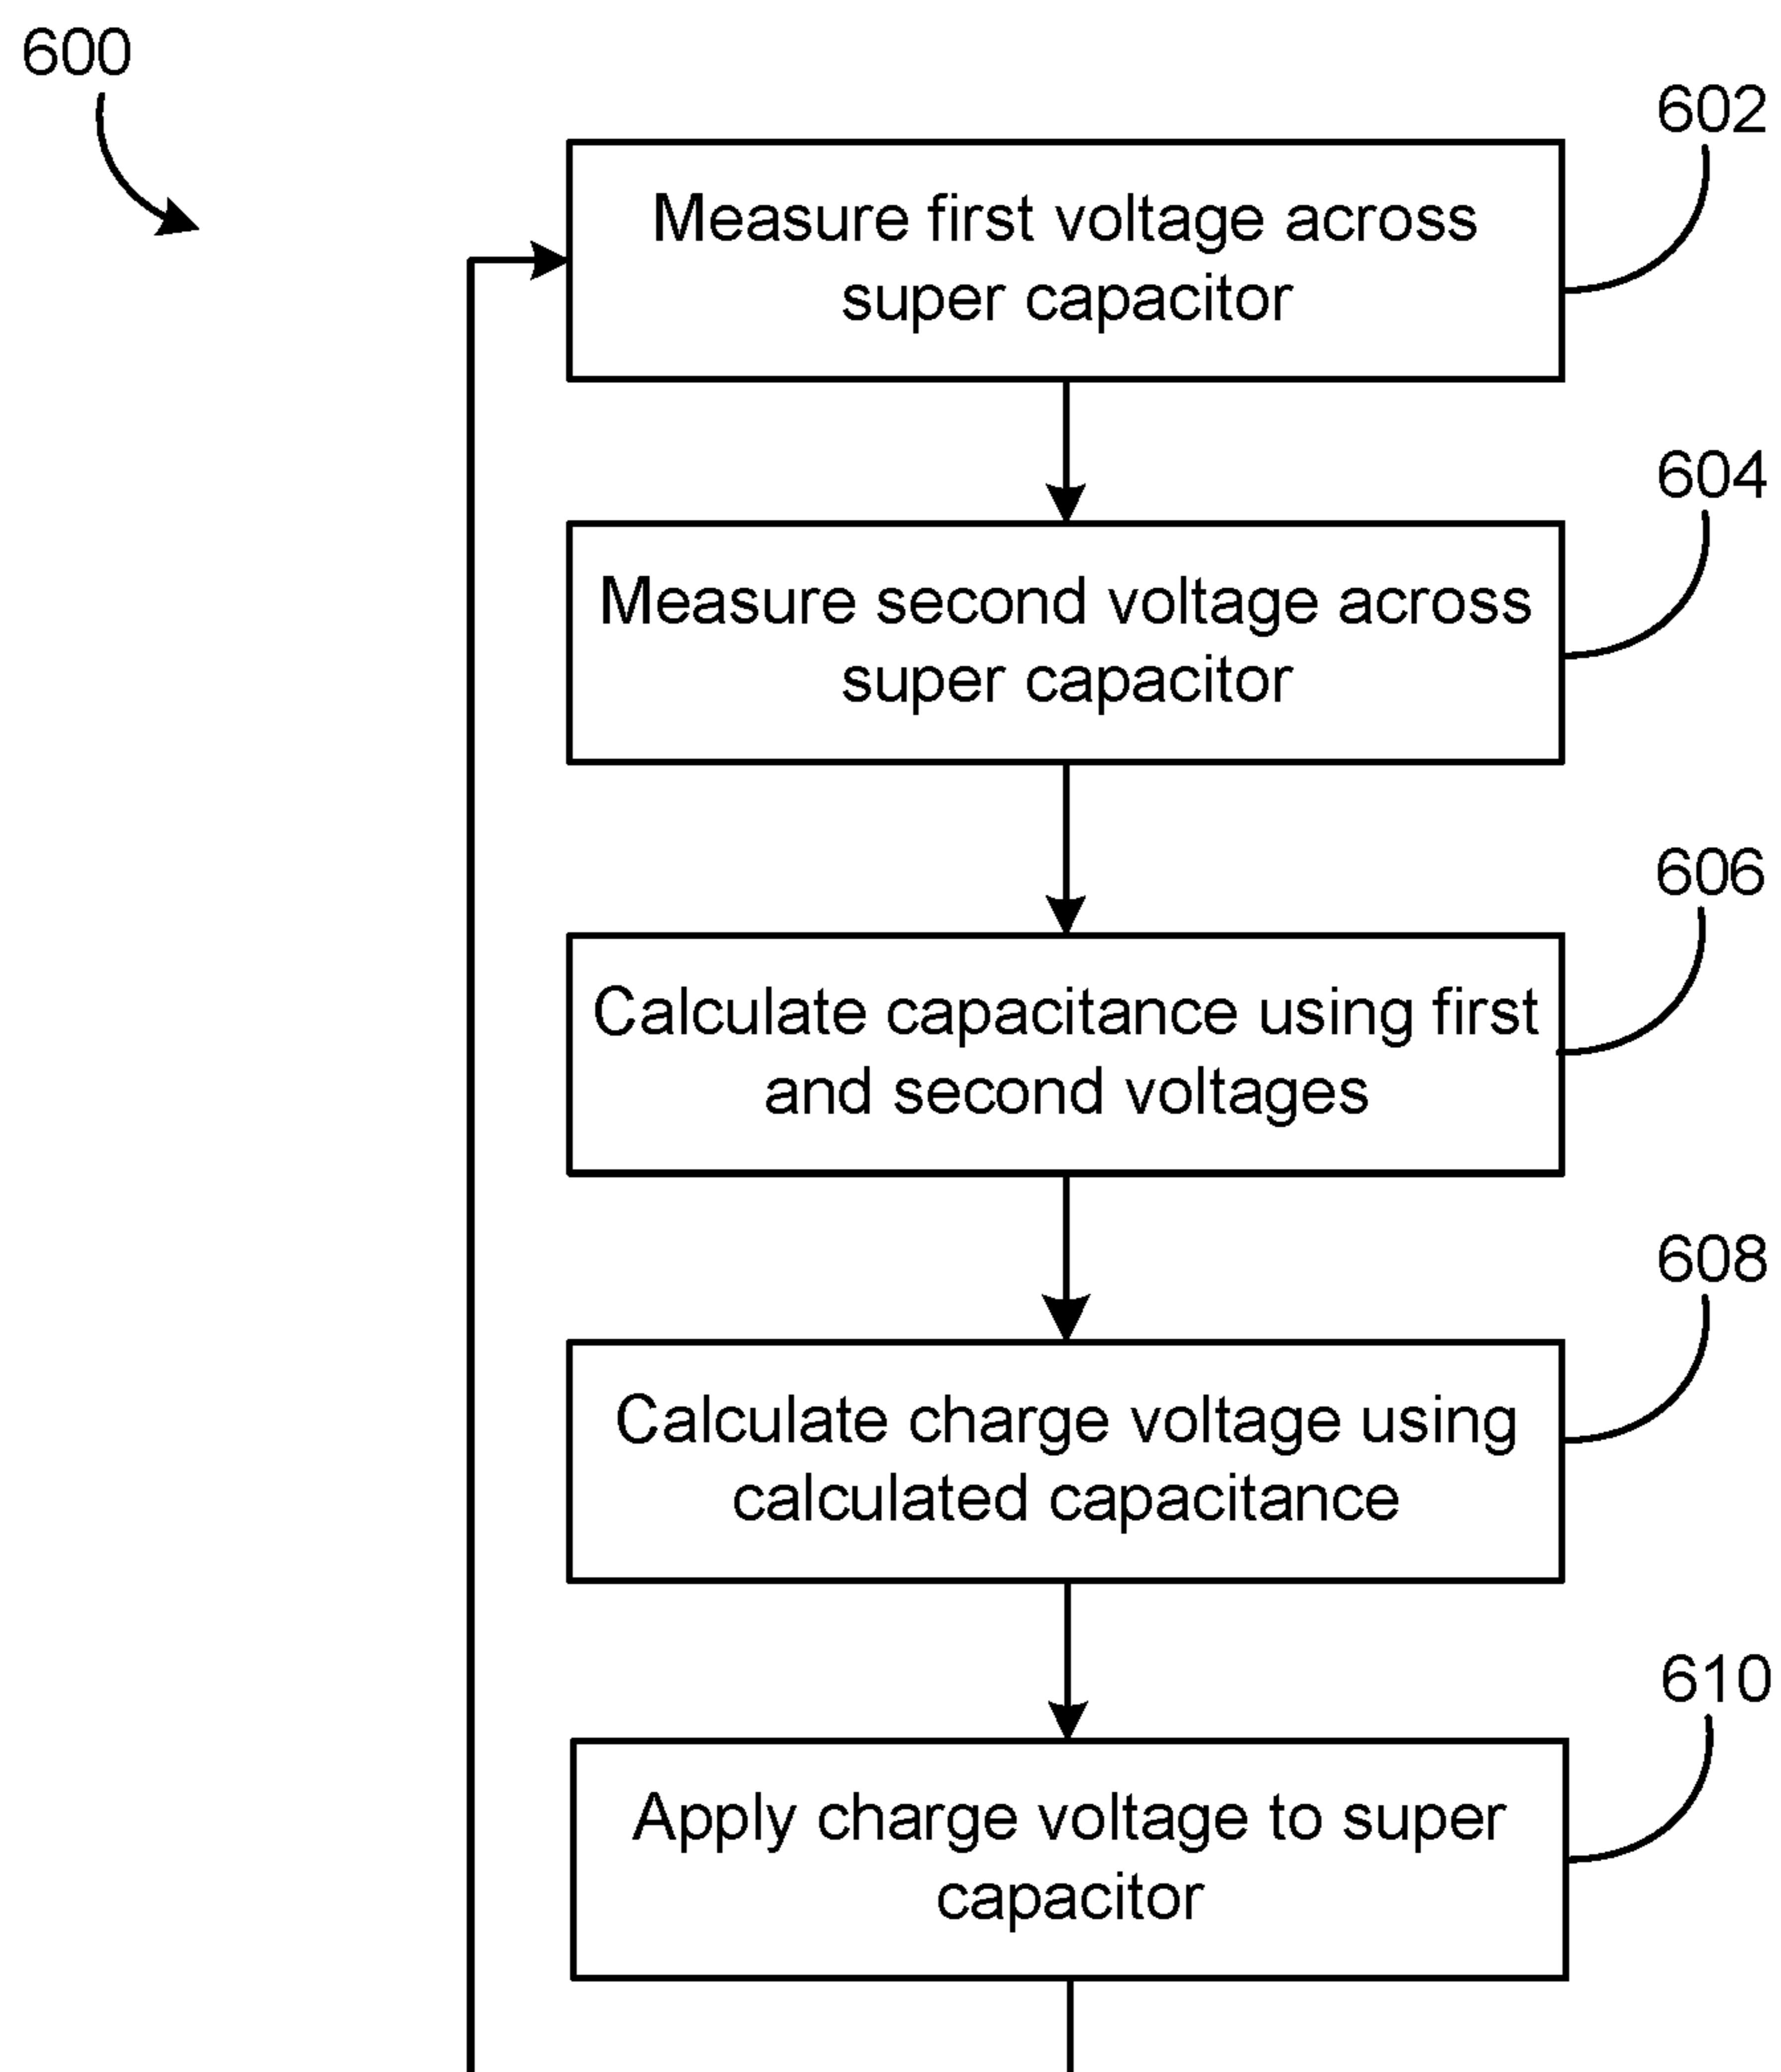 600
602
Measure first voltage across
super capacitor
604
Measure second voltage across
super capacitor
606
Calculate capacitance using first
and second voltages
608
Calculate charge voltage using
calculated capacitance
610
Apply charge voltage to super
capacitor